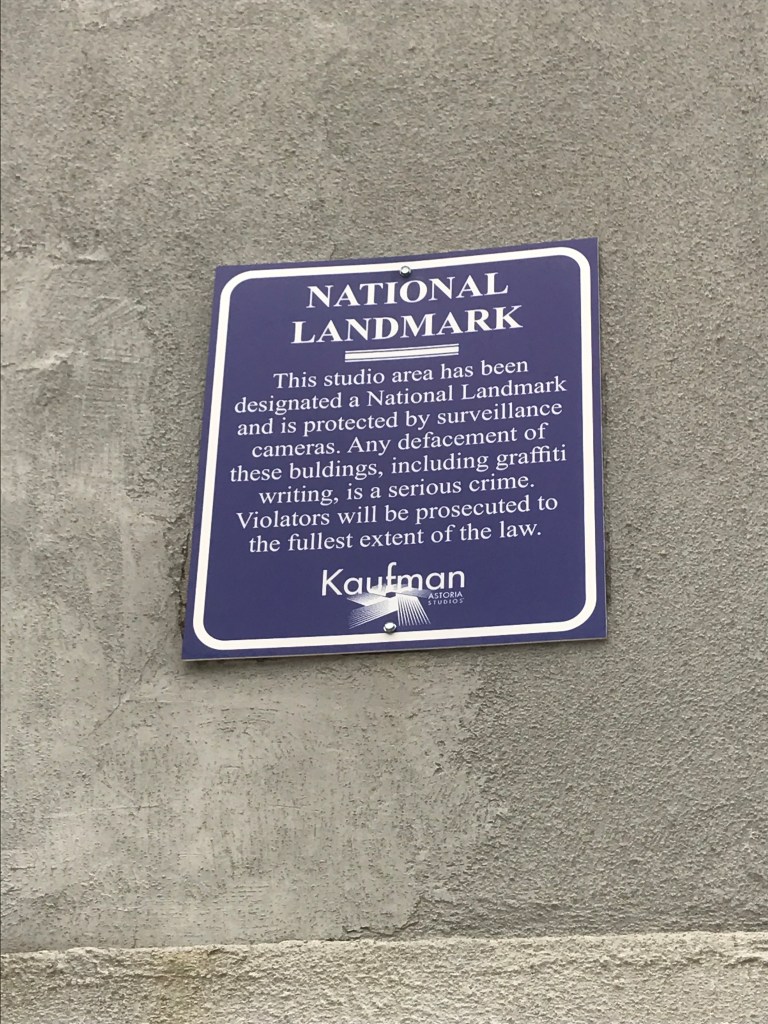 NATIONAL
LANDMARK
This studio area has been
designated a National Landmark
and is protected by surveillance
cameras. Any defacement of
these buldings, including graffiti
writing, is a serious crime.
Violators will be prosecuted to
the fullest extent of the law.
Kaufman
ASTORIA
STUDIOS